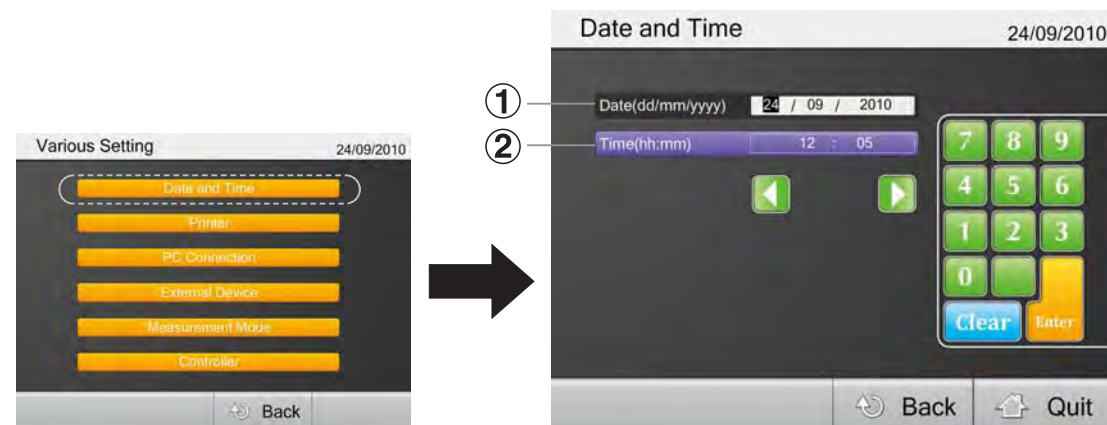 Various Setting 24/09/2010
Date and Time
Printer
PC Connection
External Device
Measurement Mode
Controller
Back
Date and Time 24/09/2010
① Date(dd/mm/yyyy) 24 / 09 / 2010
② Time(hh:mm) 12 : 05
7 8 9
4 5 6
1 2 3
0
Clear Enter
Back Quit